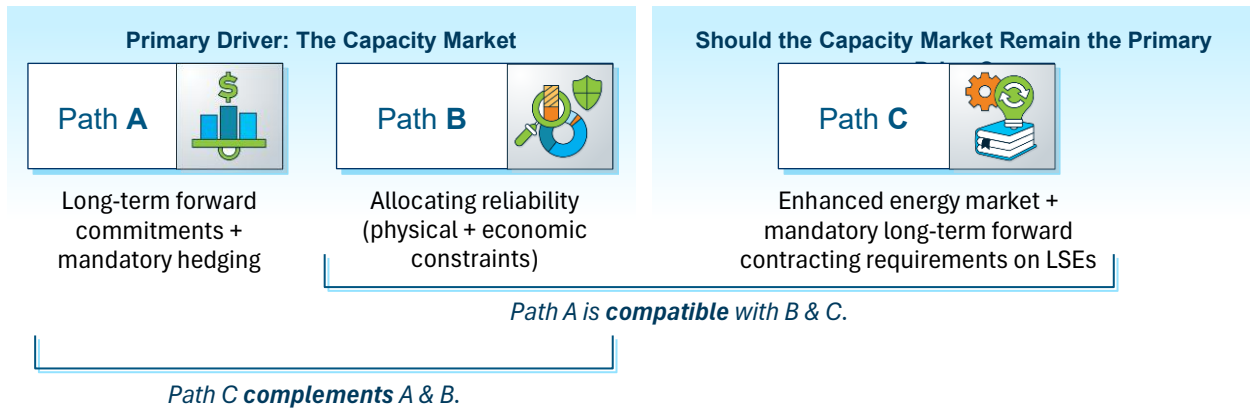 Primary Driver: The Capacity Market
Path A
Long-term forward
commitments +
mandatory hedging
Path B
Allocating reliability
(physical + economic
constraints)
Should the Capacity Market Remain the Primary
Path C
Enhanced energy market +
mandatory long-term forward
contracting requirements on LSEs
Path A is compatible with B & C.
Path C complements A & B.